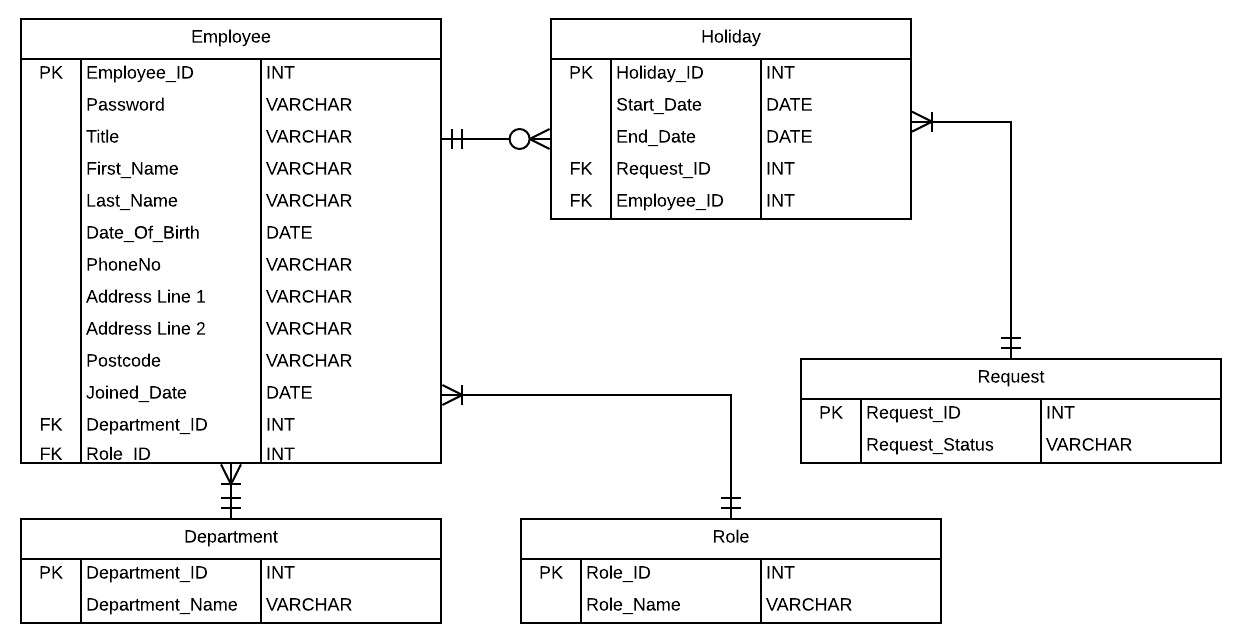 Employee
PK Employee_ID INT
Password VARCHAR
Title VARCHAR
First_Name VARCHAR
Last_Name VARCHAR
Date_Of_Birth DATE
PhoneNo VARCHAR
Address Line 1 VARCHAR
Address Line 2 VARCHAR
Postcode VARCHAR
Joined_Date DATE
FK Department_ID INT
FK Role_ID INT
Holiday
PK Holiday_ID INT
Start_Date DATE
End_Date DATE
FK Request_ID INT
FK Employee_ID INT
Request
PK Request_ID INT
Request_Status VARCHAR
Department
PK Department_ID INT
Department_Name VARCHAR
Role
PK Role_ID INT
Role_Name VARCHAR